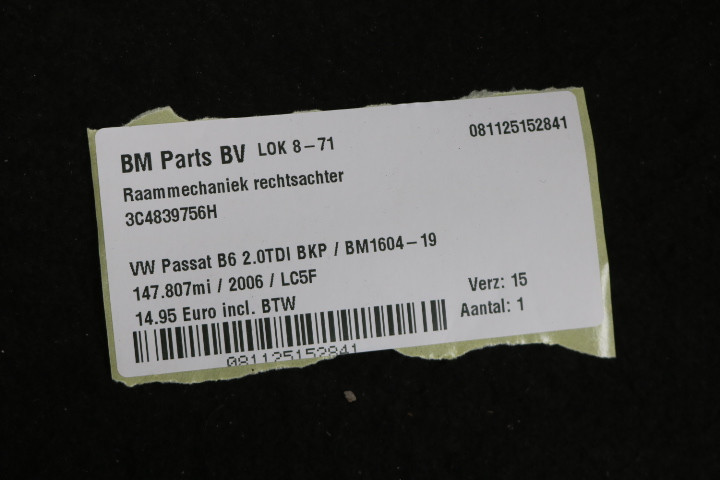 BM Parts BV LOK 8-71 081125152841
Raammechaniek rechtsachter
3C4839756H
VW Passat B6 2.0TDI BKP / BM1604-19
147.807mi / 2006 / LC5F Verz: 15
14.95 Euro incl. BTW Aantal: 1
081125152841